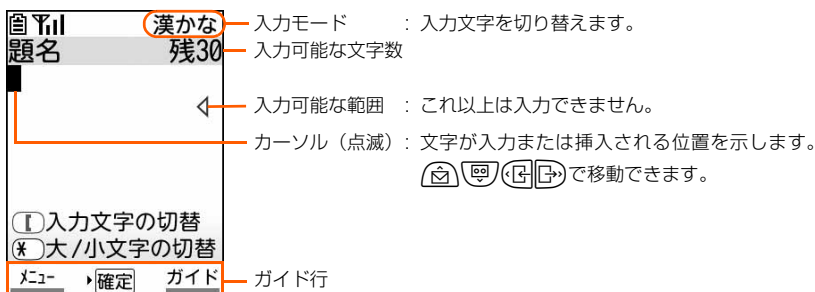 漢かな
入力モード : 入力文字を切り替えます。
題名 残30
入力可能な文字数
入力可能な範囲 : これ以上は入力できません。
カーソル（点滅）: 文字が入力または挿入される位置を示します。
で移動できます。
入力文字の切替
大/小文字の切替
ﾒﾆｭｰ 確定 ガイド
ガイド行